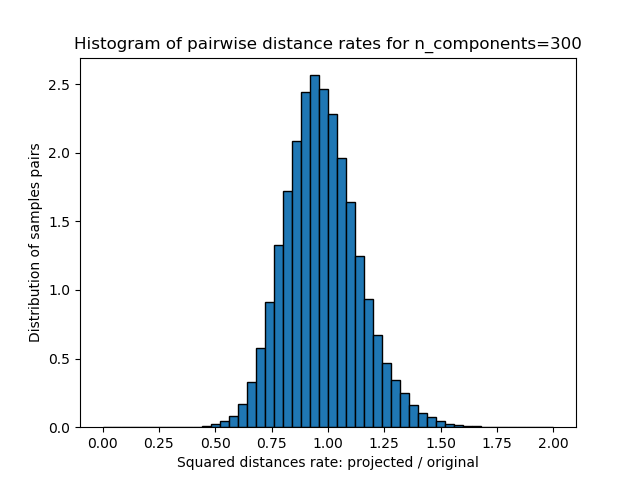 Histogram of pairwise distance rates for n_components=300
Distribution of samples pairs
2.5
2.0
1.5
1.0
0.5
0.0
0.00 0.25 0.50 0.75 1.00 1.25 1.50 1.75 2.00
Squared distances rate: projected / original